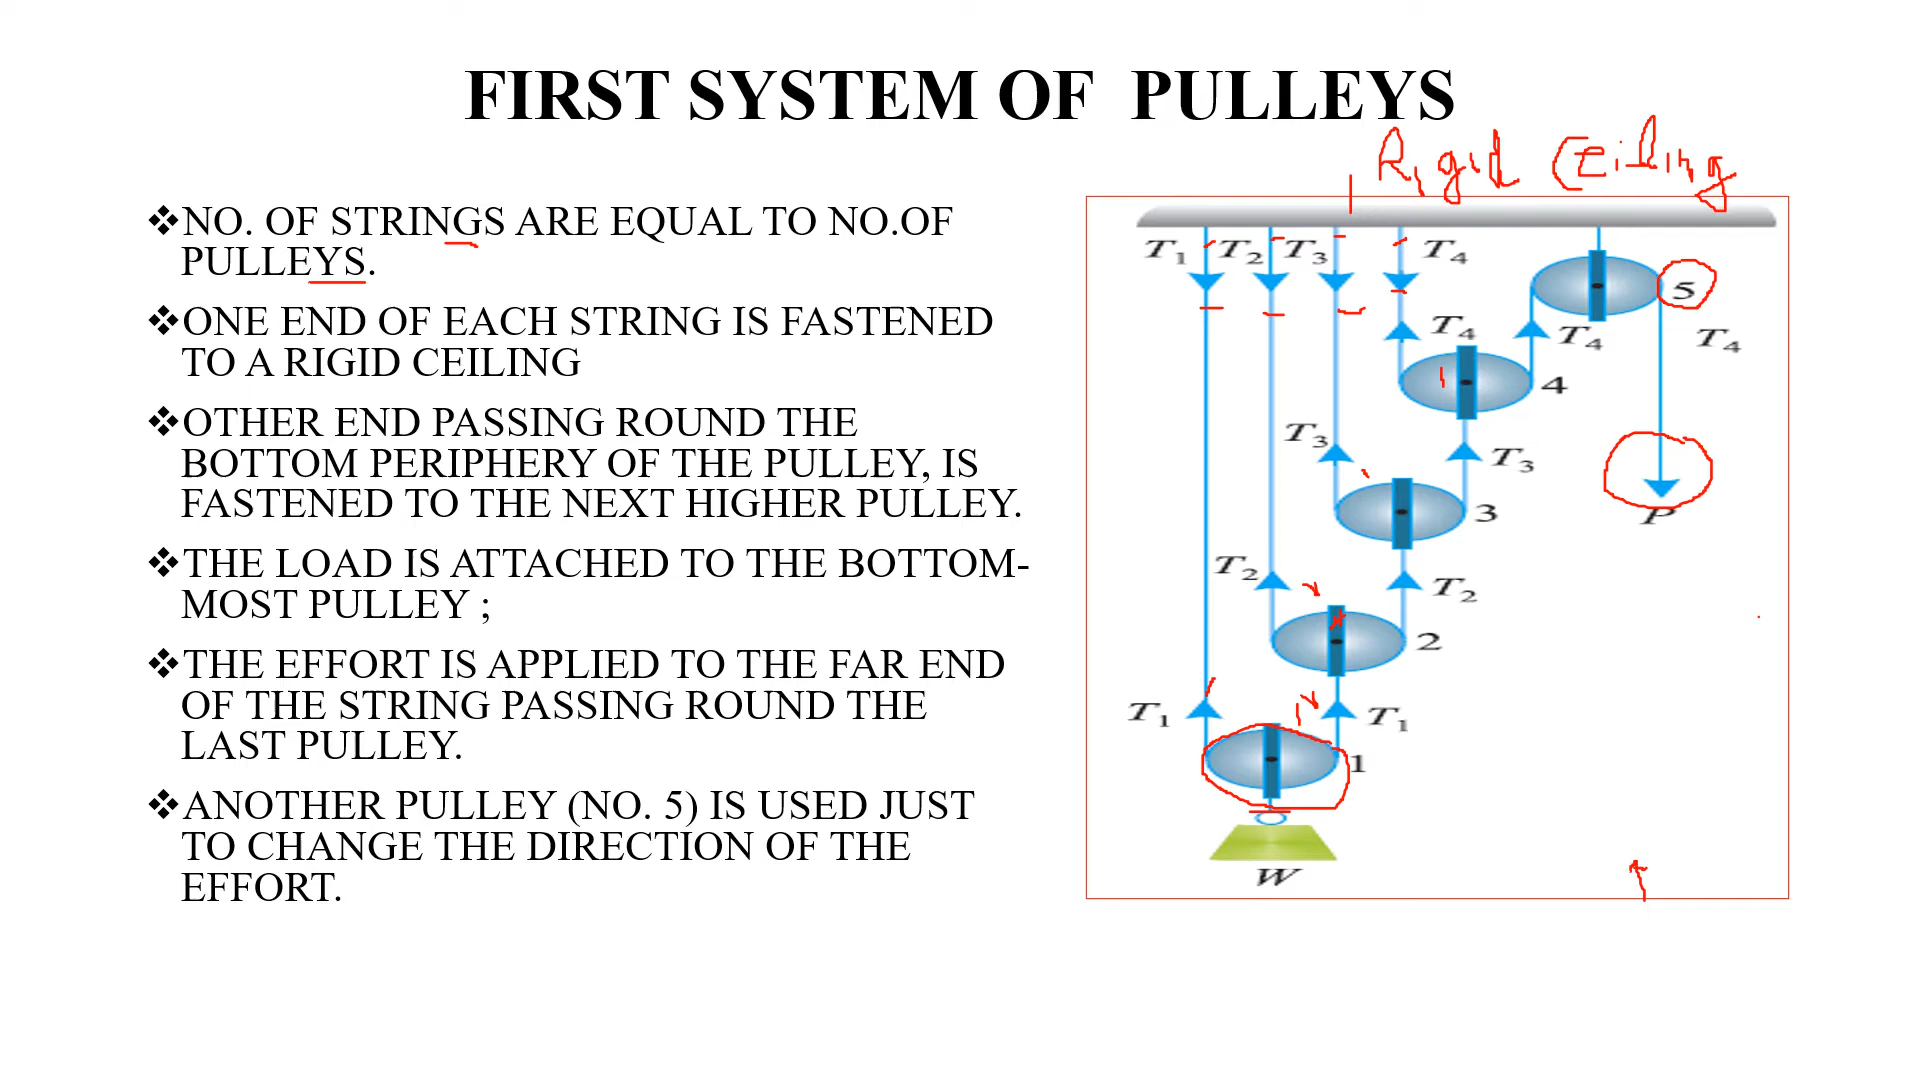 FIRST SYSTEM OF PULLEYS
Rigid Ceiling
❖NO. OF STRINGS ARE EQUAL TO NO.OF
PULLEYS.
❖ONE END OF EACH STRING IS FASTENED
TO A RIGID CEILING
❖OTHER END PASSING ROUND THE
BOTTOM PERIPHERY OF THE PULLEY, IS
FASTENED TO THE NEXT HIGHER PULLEY.
❖THE LOAD IS ATTACHED TO THE BOTTOM-
MOST PULLEY ;
❖THE EFFORT IS APPLIED TO THE FAR END
OF THE STRING PASSING ROUND THE
LAST PULLEY.
❖ANOTHER PULLEY (NO. 5) IS USED JUST
TO CHANGE THE DIRECTION OF THE
EFFORT.
T1 T2 T3 T4
5
T4 T4 T4
4
T3 T3
P
3
T2 T2
2
T1 T1
1
W